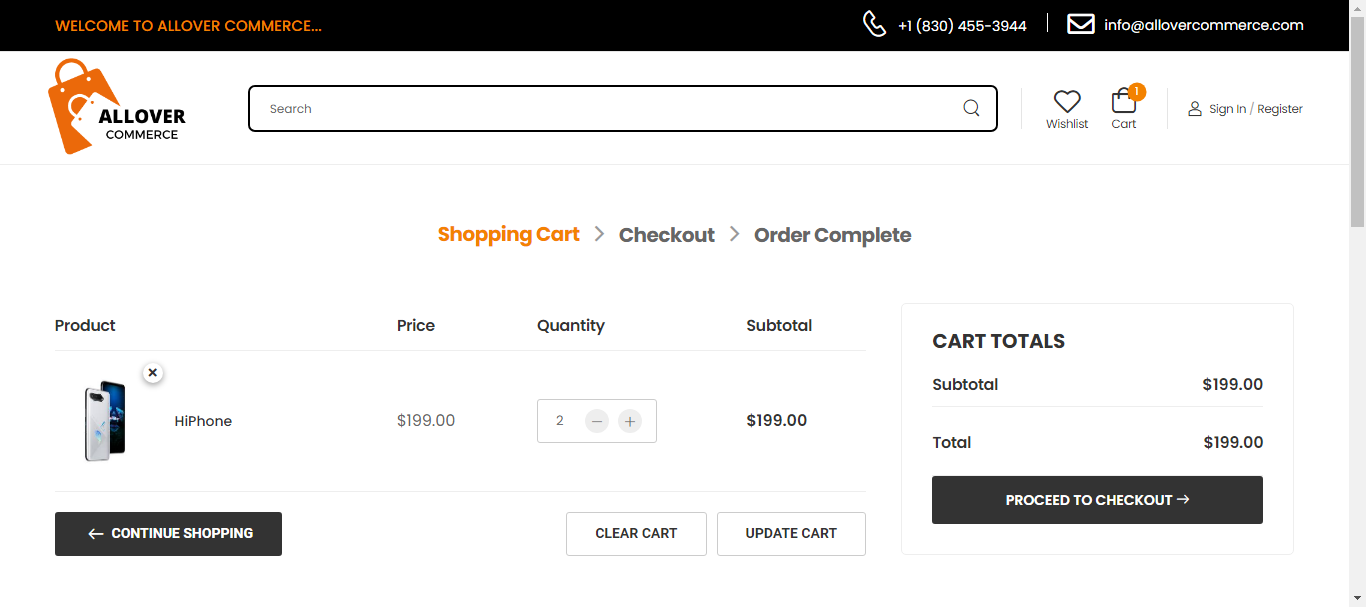 WELCOME TO ALLOVER COMMERCE...
+1 (830) 455-3944
info@allovercommerce.com
ALLOVER
COMMERCE
Search
Wishlist
1
Cart
Sign In / Register
Shopping Cart > Checkout > Order Complete
Product Price Quantity Subtotal
HiPhone $199.00 2 − + $199.00
← CONTINUE SHOPPING
CLEAR CART
UPDATE CART
CART TOTALS
Subtotal $199.00
Total $199.00
PROCEED TO CHECKOUT →